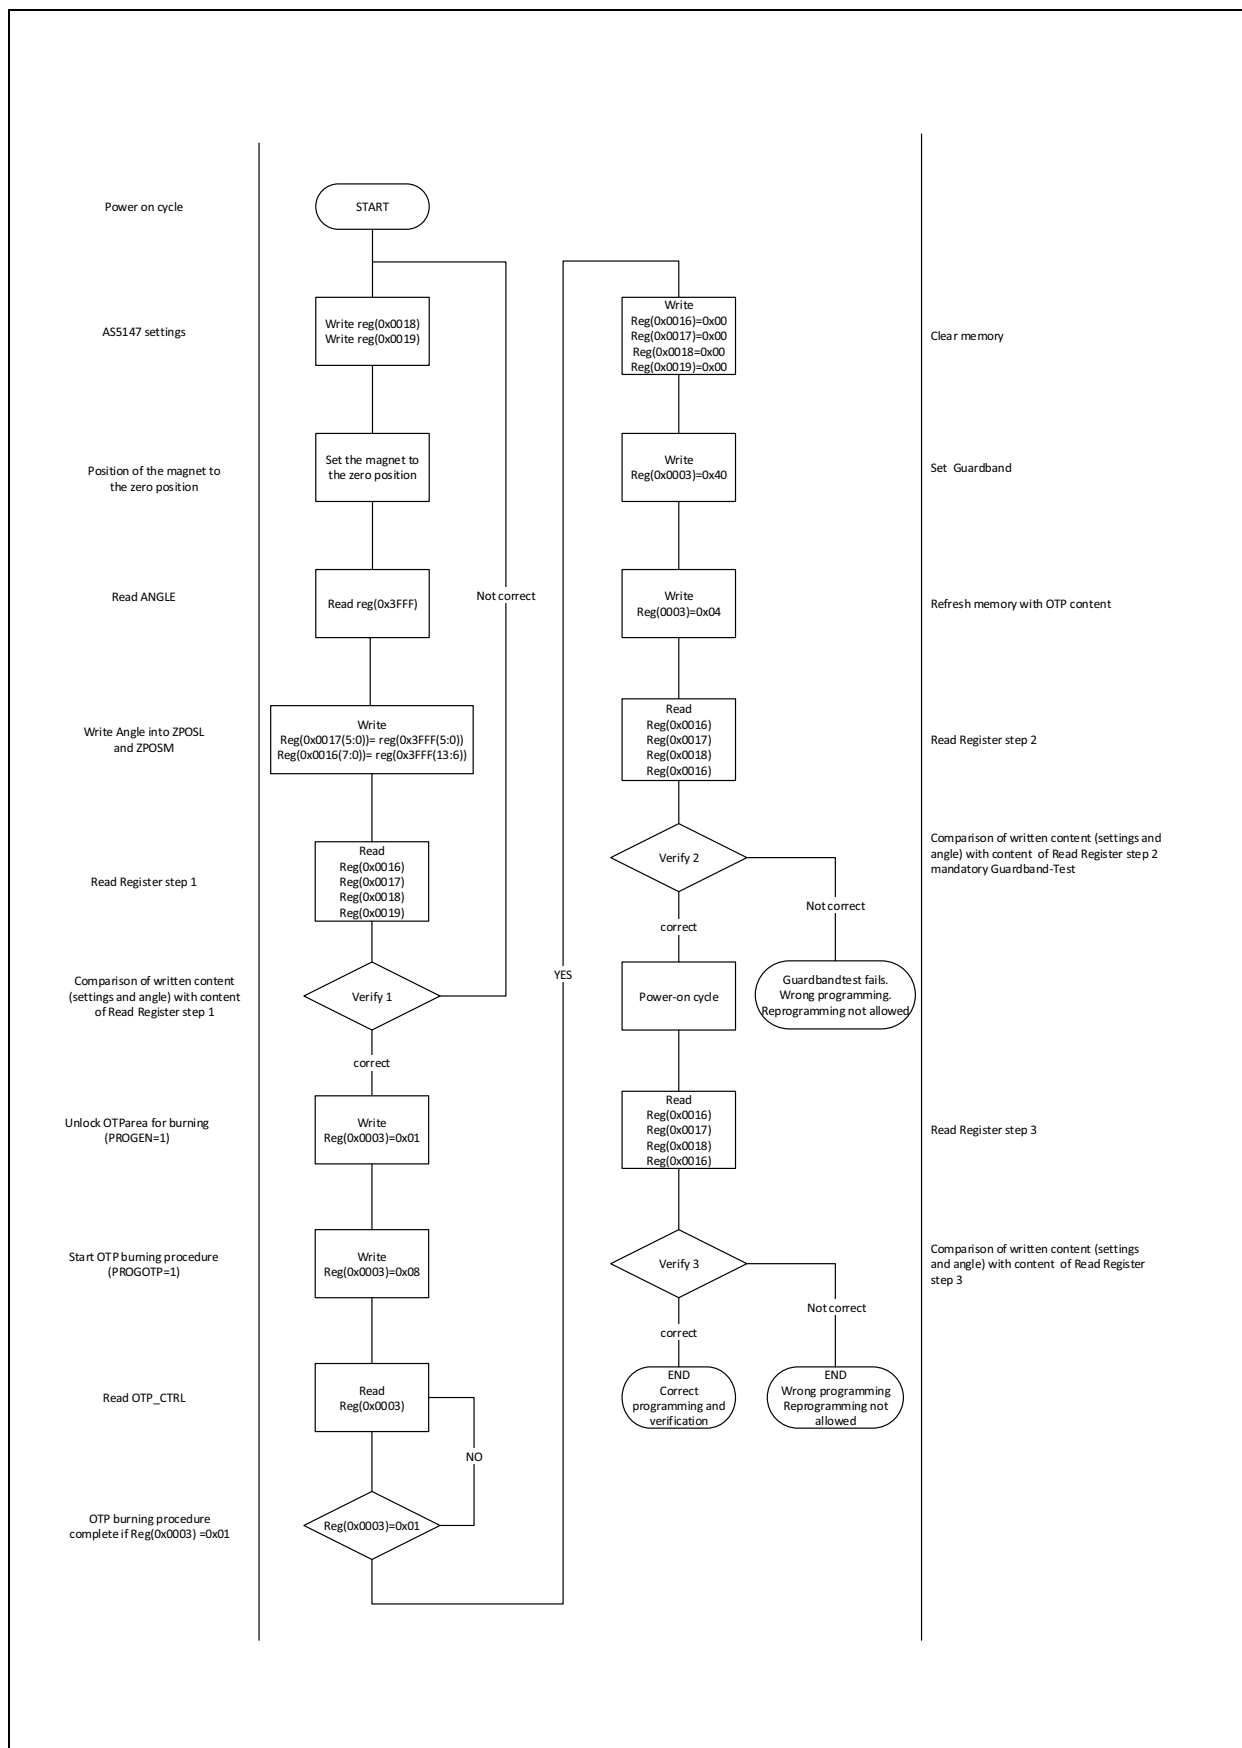 Power on cycle
START
AS5147 settings
Write reg(0x0018)
Write reg(0x0019)
Position of the magnet to
the zero position
Set the magnet to
the zero position
Read ANGLE
Read reg(0x3FFF)
Not correct
Write Angle into ZPOSL
and ZPOSM
Write
Reg(0x0017(5:0))= reg(0x3FFF(5:0))
Reg(0x0016(7:0))= reg(0x3FFF(13:6))
Read Register step 1
Read
Reg(0x0016)
Reg(0x0017)
Reg(0x0018)
Reg(0x0019)
Comparison of written content
(settings and angle) with content
of Read Register step 1
Verify 1
correct
Unlock OTParea for burning
(PROGEN=1)
Write
Reg(0x0003)=0x01
Start OTP burning procedure
(PROGOTP=1)
Write
Reg(0x0003)=0x08
Read OTP_CTRL
Read
Reg(0x0003)
NO
OTP burning procedure
complete if Reg(0x0003) =0x01
Reg(0x0003)=0x01
YES
Write
Reg(0x0016)=0x00
Reg(0x0017)=0x00
Reg(0x0018=0x00
Reg(0x0019)=0x00
Clear memory
Write
Reg(0x0003)=0x40
Set Guardband
Write
Reg(0003)=0x04
Refresh memory with OTP content
Read
Reg(0x0016)
Reg(0x0017)
Reg(0x0018)
Reg(0x0016)
Read Register step 2
Verify 2
Comparison of written content (settings and
angle) with content of Read Register step 2
mandatory Guardband-Test
Not correct
correct
Guardbandtest fails.
Wrong programming.
Reprogramming not allowed
Power-on cycle
Read
Reg(0x0016)
Reg(0x0017)
Reg(0x0018)
Reg(0x0016)
Read Register step 3
Verify 3
Comparison of written content (settings
and angle) with content of Read Register
step 3
Not correct
correct
END
Correct
programming and
verification
END
Wrong programming
Reprogramming not
allowed